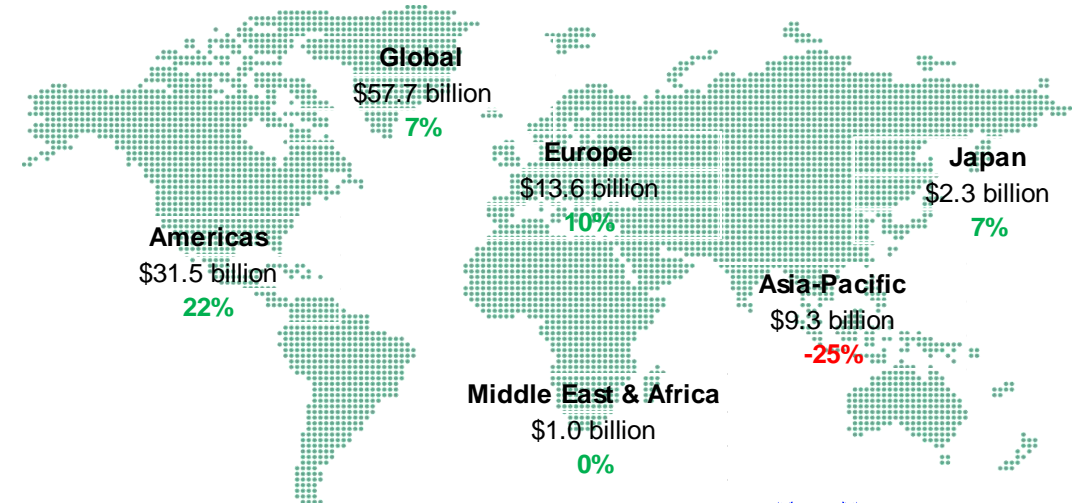 Global
$57.7 billion
7%
Europe
$13.6 billion
10%
Japan
$2.3 billion
7%
Americas
$31.5 billion
22%
Asia-Pacific
$9.3 billion
-25%
Middle East & Africa
$1.0 billion
0%